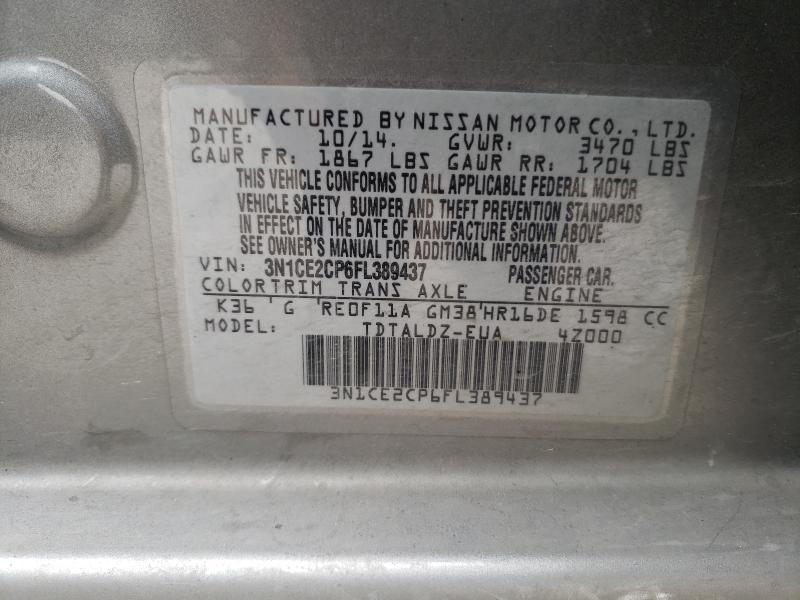 MANUFACTURED BY NISSAN MOTOR CO., LTD.
DATE: 10/14. GVWR: 3470 LBS
GAWR FR: 1867 LBS GAWR RR: 1704 LBS
THIS VEHICLE CONFORMS TO ALL APPLICABLE FEDERAL MOTOR
VEHICLE SAFETY, BUMPER AND THEFT PREVENTION STANDARDS
IN EFFECT ON THE DATE OF MANUFACTURE SHOWN ABOVE.
SEE OWNER'S MANUAL FOR ADDITIONAL INFORMATION.
VIN: 3N1CE2CP6FL389437 PASSENGER CAR.
COLOR TRIM TRANS AXLE ENGINE
K36 ' G 'RE0F11A GM38'HR16DE 1598 CC
MODEL: TDTALDZ-EUA 4Z000
3N1CE2CP6FL389437